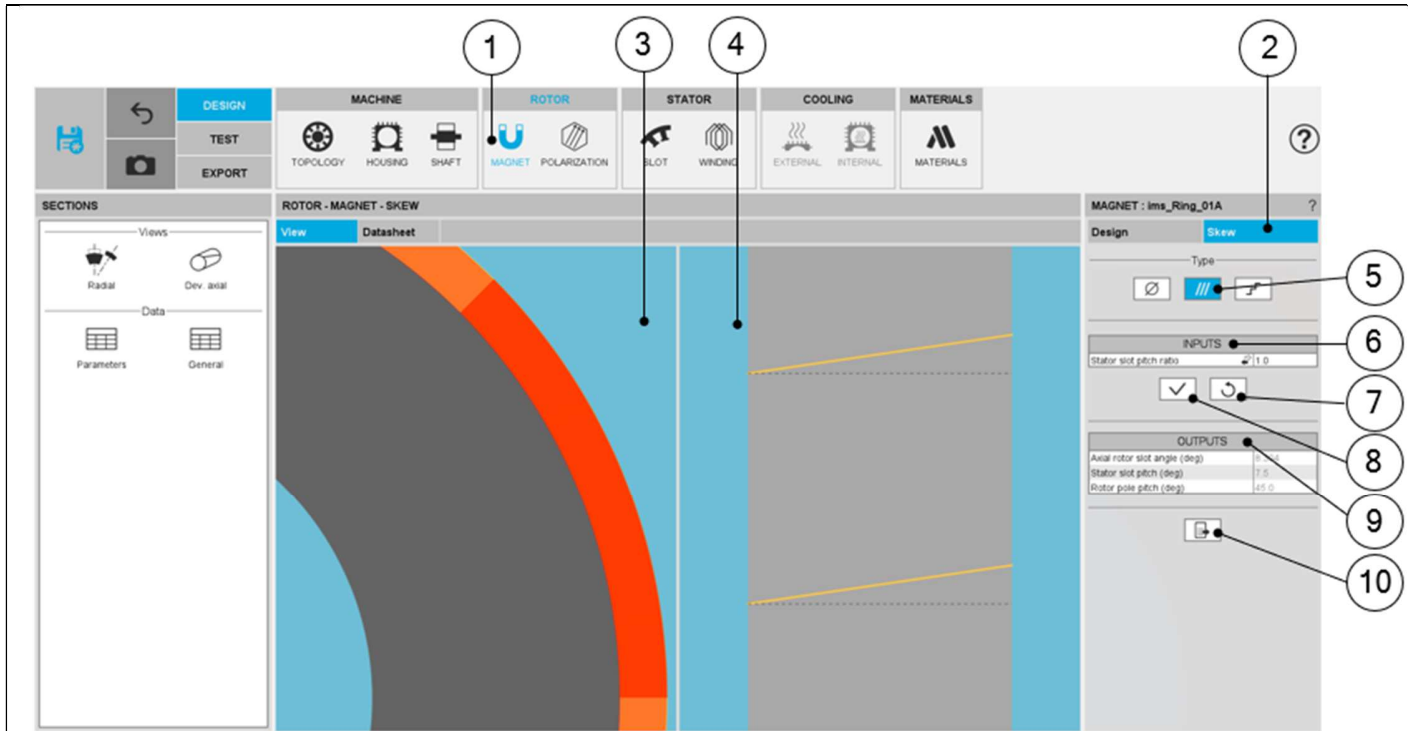 1
3
4
2
DESIGN
TEST
EXPORT
MACHINE
TOPOLOGY
HOUSING
SHAFT
ROTOR
MAGNET
POLARIZATION
STATOR
SLOT
WINDING
COOLING
EXTERNAL
INTERNAL
MATERIALS
MATERIALS
?
SECTIONS
Views
Radial
Dev. axial
Data
Parameters
General
ROTOR - MAGNET - SKEW
View
Datasheet
MAGNET : ims_Ring_01A ?
Design
Skew
Type
5
INPUTS
6
Stator slot pitch ratio 1.0
7
8
OUTPUTS
9
Axial rotor slot angle (deg)
Stator slot pitch (deg) 7.5
Rotor pole pitch (deg) 45.0
10